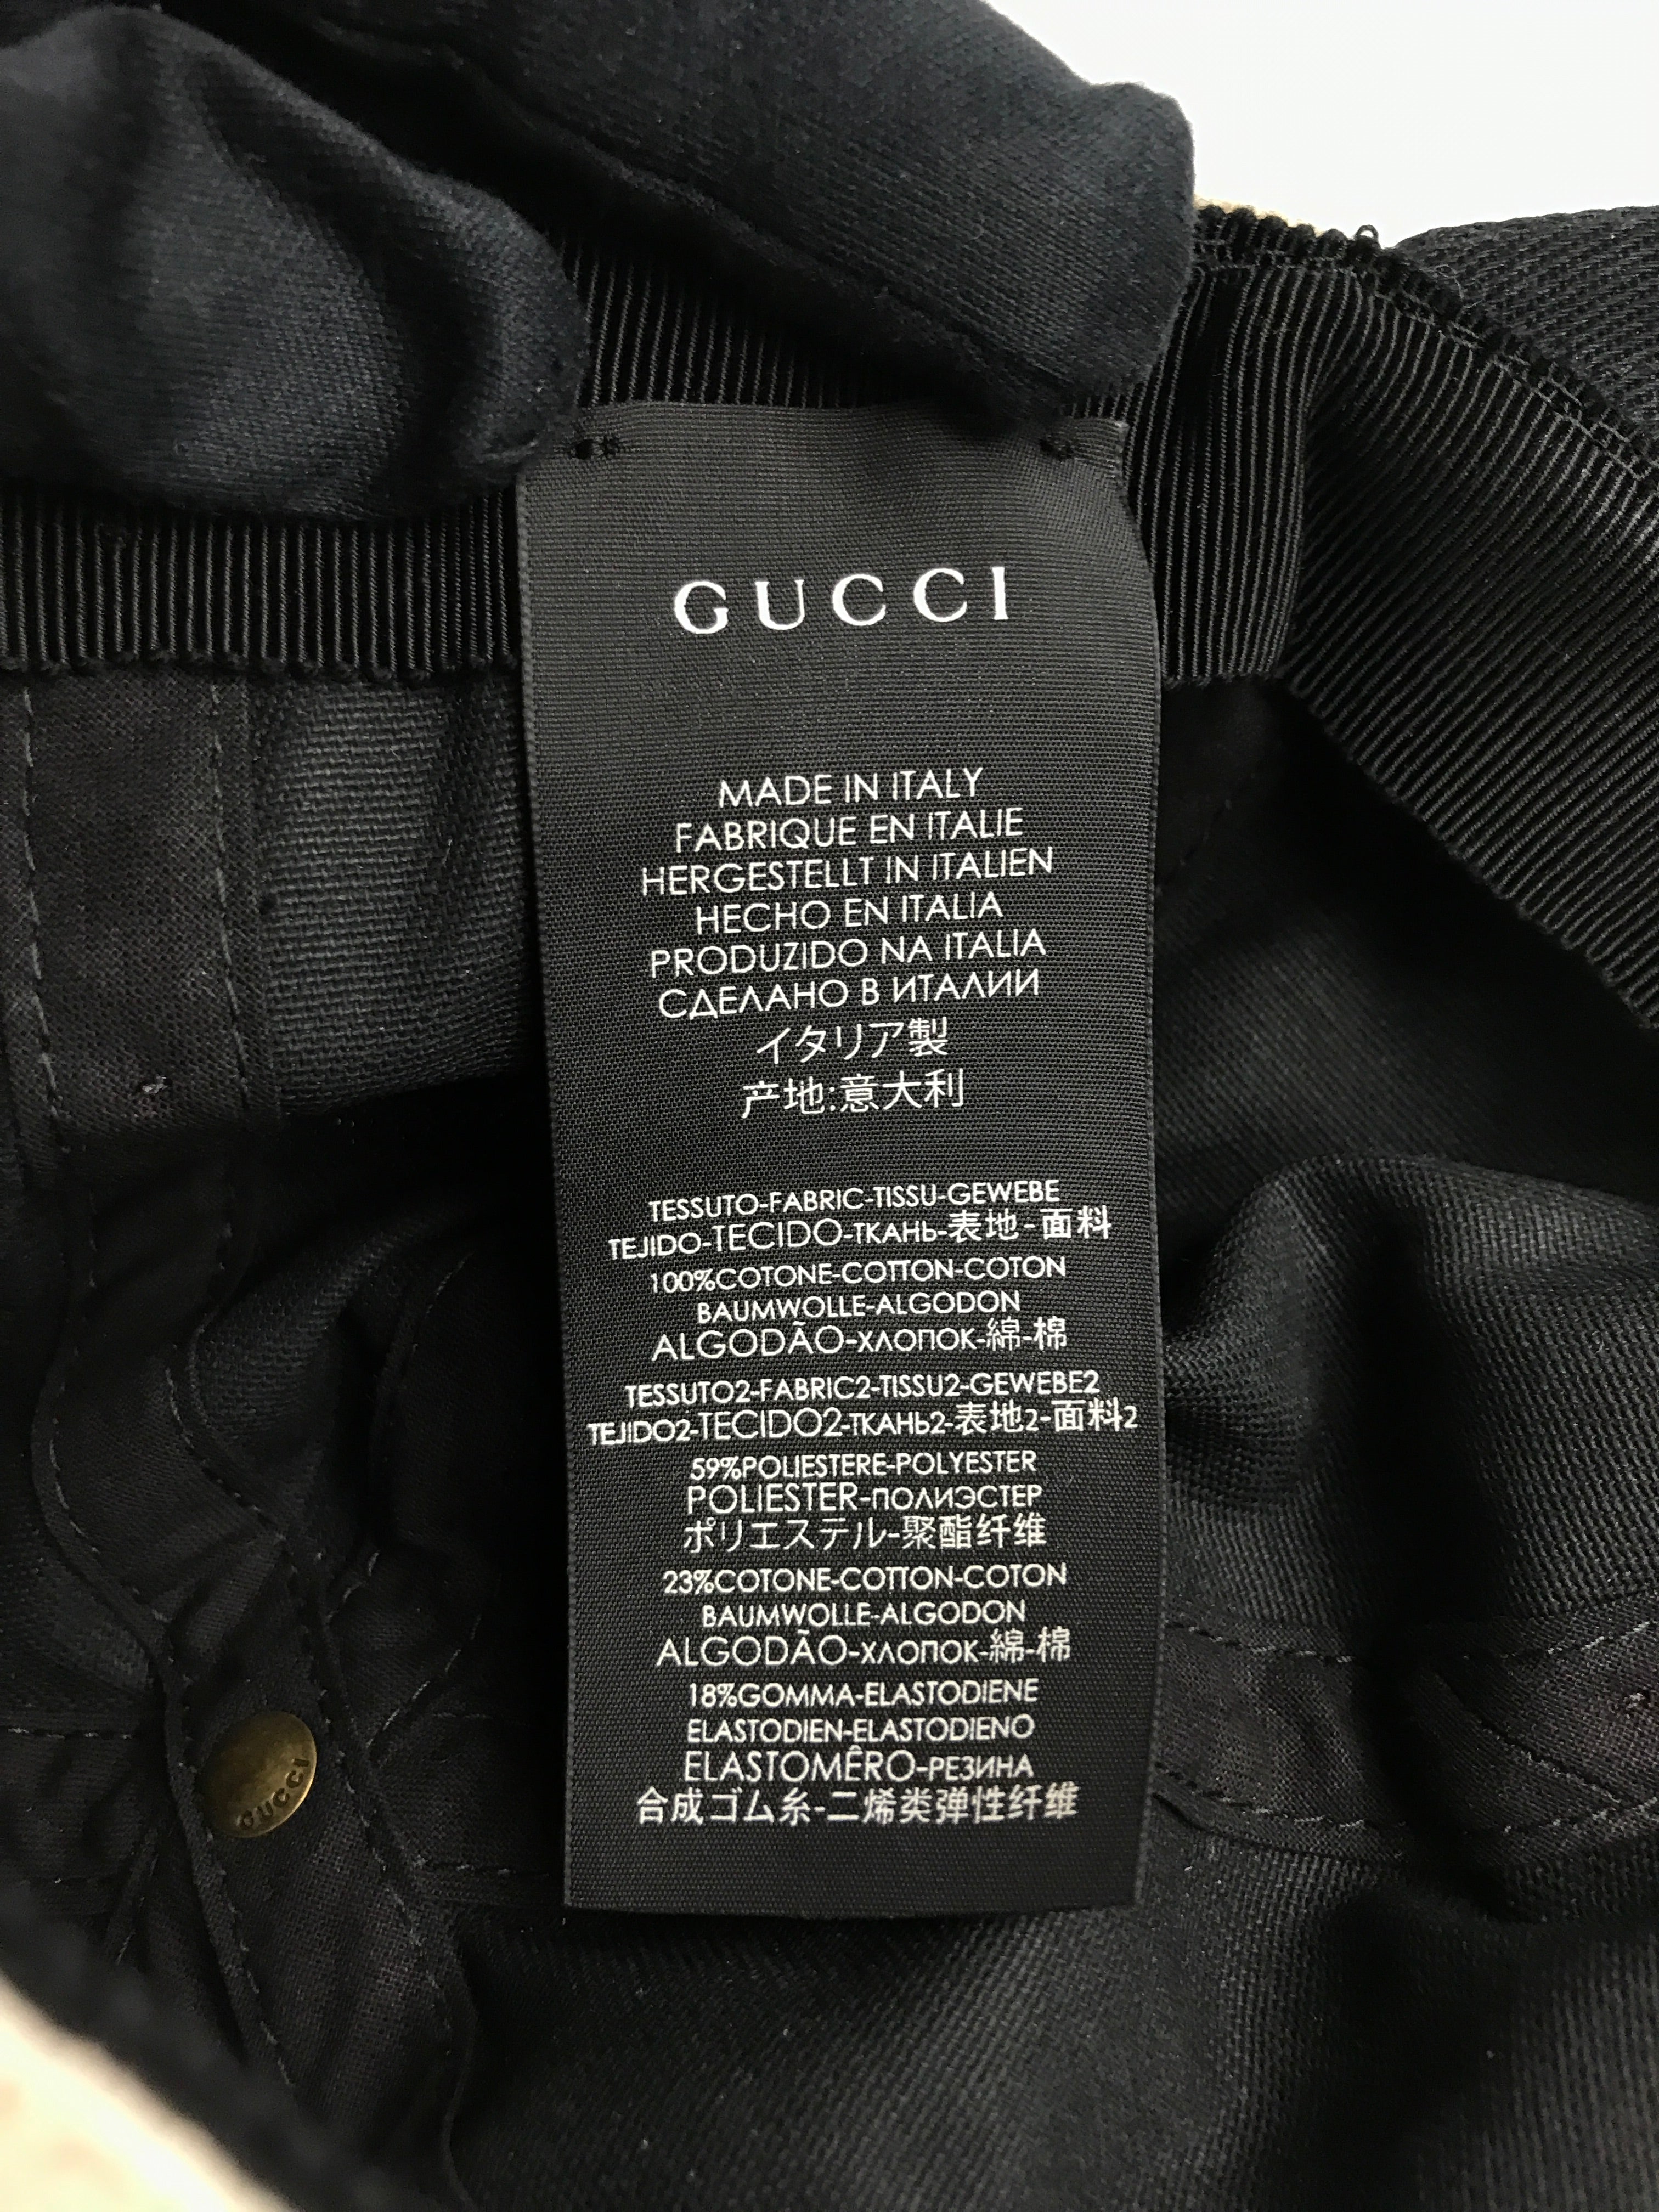 GUCCI
MADE IN ITALY
FABRIQUE EN ITALIE
HERGESTELLT IN ITALIEN
HECHO EN ITALIA
PRODUZIDO NA ITALIA
СДЕЛАНО В ИТАЛИИ
イタリア製
产地:意大利
TESSUTO-FABRIC-TISSU-GEWEBE
TEJIDO-TECIDO-ТКАНЬ-表地-面料
100%COTONE-COTTON-COTON
BAUMWOLLE-ALGODON
ALGODÃO-ХЛОПОК-綿-棉
TESSUTO2-FABRIC2-TISSU2-GEWEBE2
TEJIDO2-TECIDO2-ТКАНЬ2-表地2-面料2
59%POLIESTERE-POLYESTER
POLIESTER-ПОЛИЭСТЕР
ポリエステル-聚酯纤维
23%COTONE-COTTON-COTON
BAUMWOLLE-ALGODON
ALGODÃO-ХЛОПОК-綿-棉
18%GOMMA-ELASTODIENE
ELASTODIEN-ELASTODIENO
ELASTOMÊRO-РЕЗИНА
合成ゴム糸-二烯类弹性纤维
GUCCI